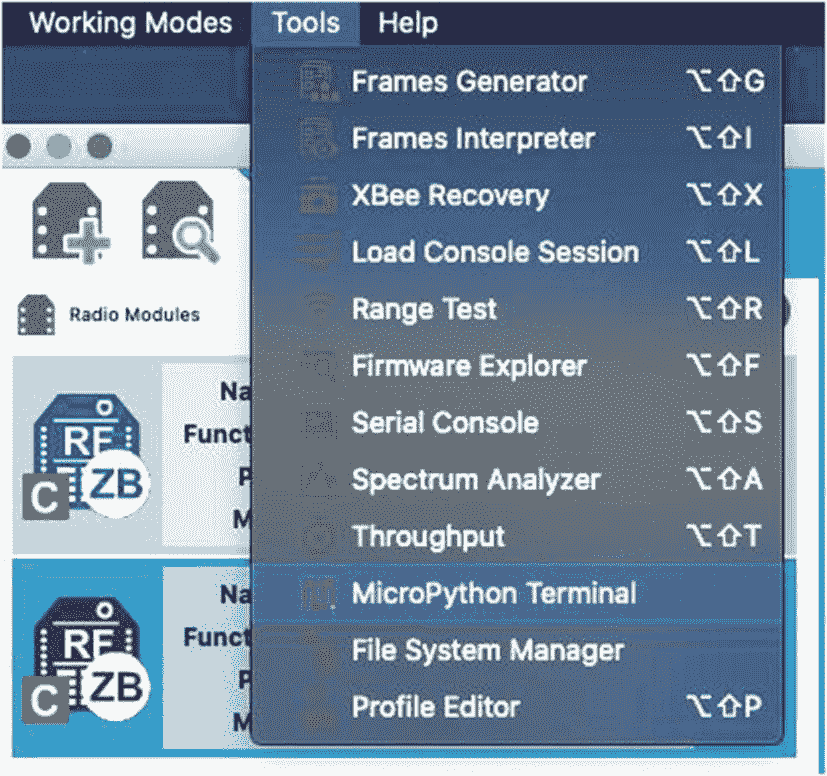 Working Modes Tools Help
Frames Generator ⌥⇧G
Frames Interpreter ⌥⇧I
XBee Recovery ⌥⇧X
Load Console Session ⌥⇧L
Radio Modules
Range Test ⌥⇧R
Firmware Explorer ⌥⇧F
Na
Serial Console ⌥⇧S
Funct
RF
Spectrum Analyzer ⌥⇧A
P
C ZB
M
Throughput ⌥⇧T
MicroPython Terminal
Na
Funct
RF
File System Manager
P
C ZB
Profile Editor ⌥⇧P
M